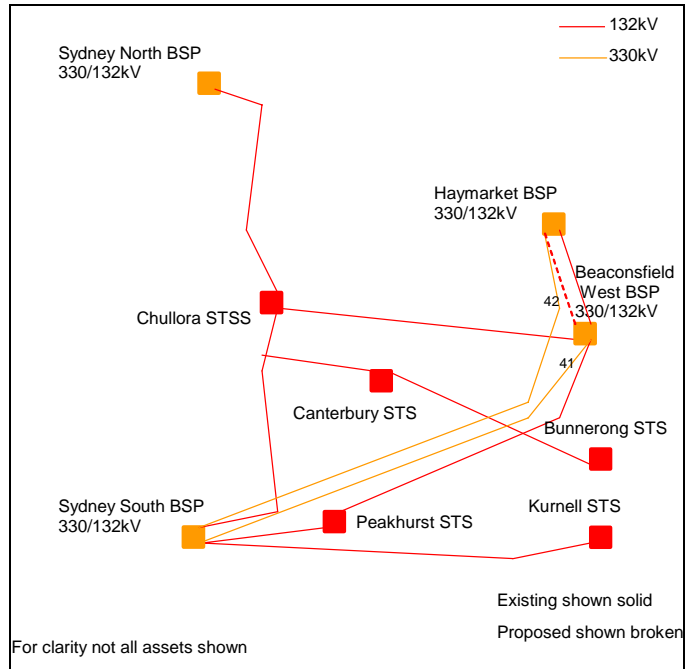 132kV
330kV
Sydney North BSP
330/132kV
Haymarket BSP
330/132kV
Beaconsfield
West BSP
330/132kV
42
Chullora STSS
41
Canterbury STS
Bunnerong STS
Sydney South BSP
330/132kV
Peakhurst STS
Kurnell STS
Existing shown solid
Proposed shown broken
For clarity not all assets shown